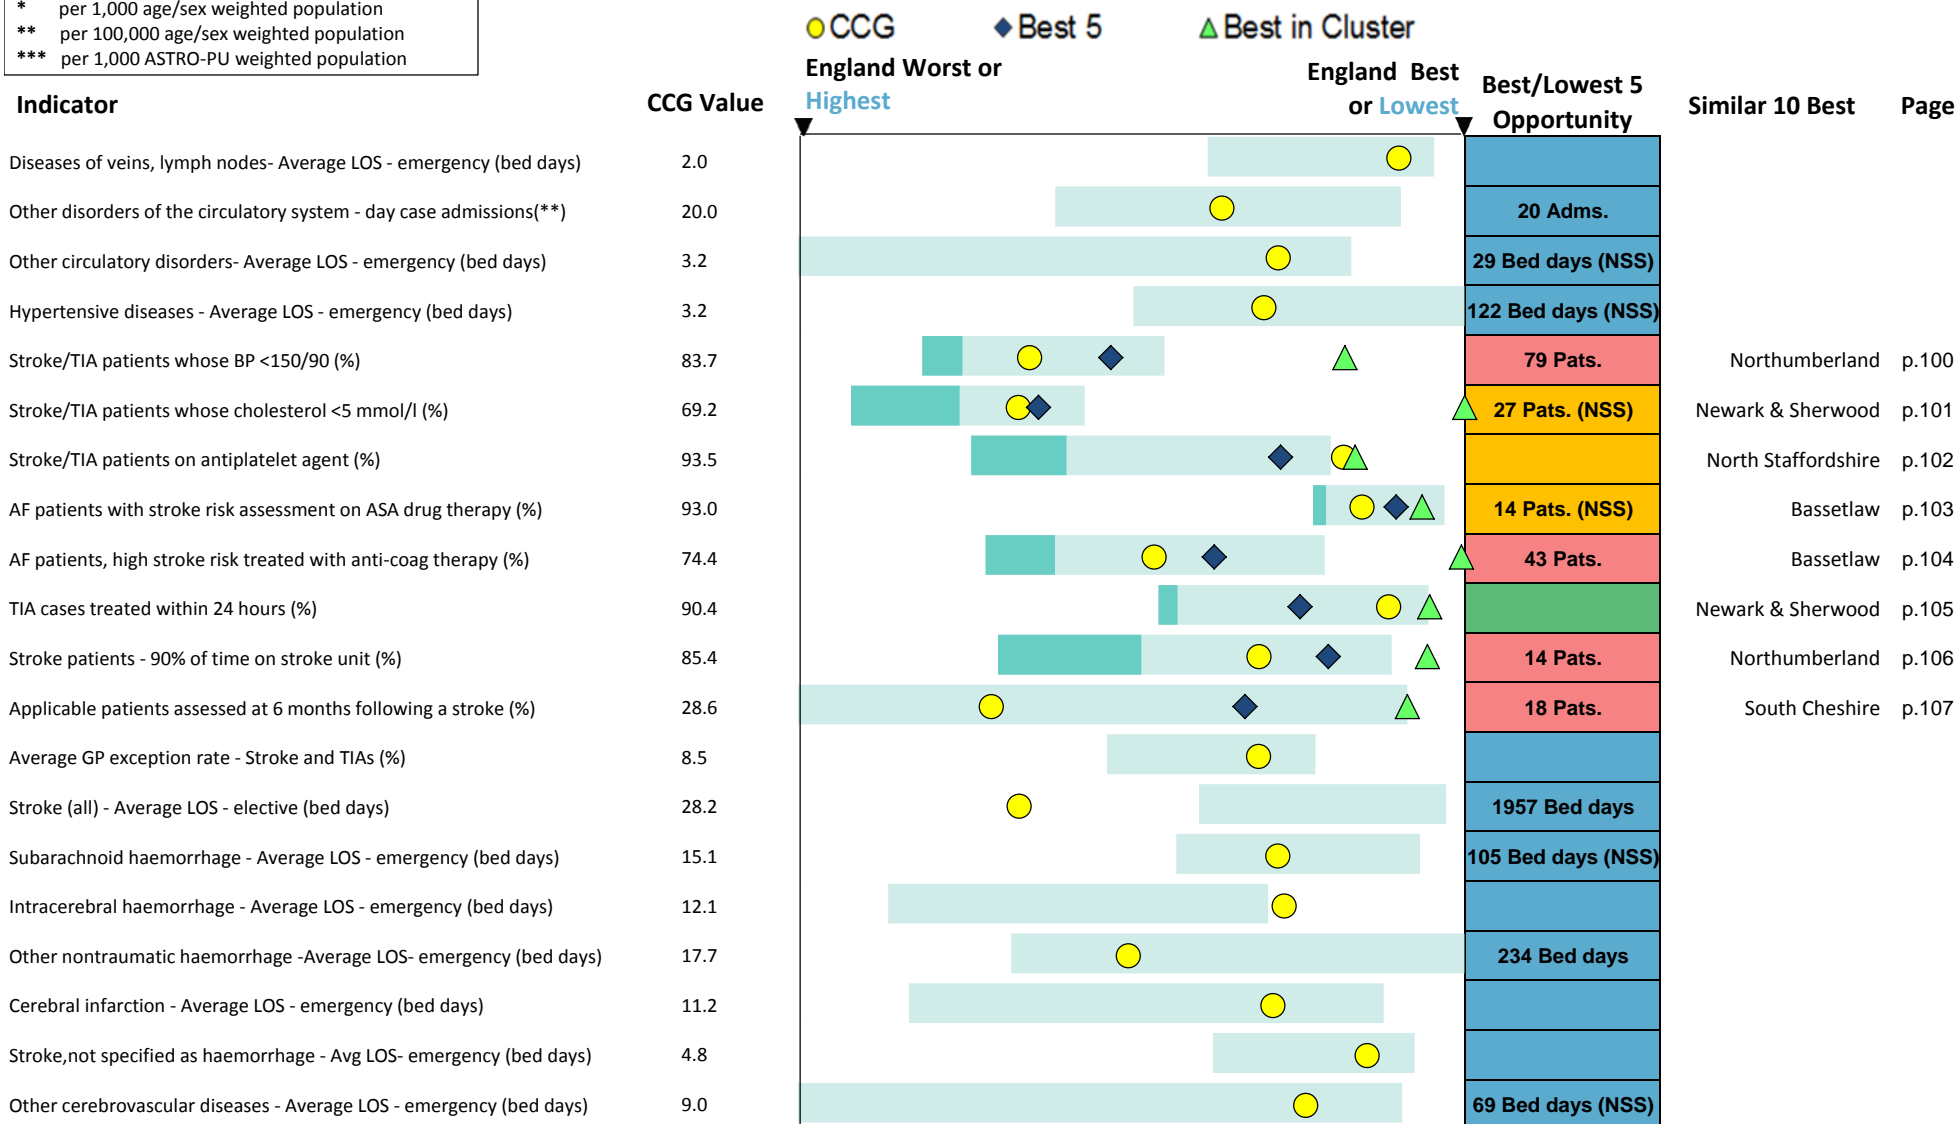 * per 1,000 age/sex weighted population
** per 100,000 age/sex weighted population
*** per 1,000 ASTRO-PU weighted population
CCG Best 5 Best in Cluster
England Worst or Highest
England Best or Lowest
Indicator CCG Value Best/Lowest 5 Opportunity Similar 10 Best Page
Diseases of veins, lymph nodes- Average LOS - emergency (bed days) 2.0
Other disorders of the circulatory system - day case admissions(**) 20.0 20 Adms.
Other circulatory disorders- Average LOS - emergency (bed days) 3.2 29 Bed days (NSS)
Hypertensive diseases - Average LOS - emergency (bed days) 3.2 122 Bed days (NSS)
Stroke/TIA patients whose BP <150/90 (%) 83.7 79 Pats. Northumberland p.100
Stroke/TIA patients whose cholesterol <5 mmol/l (%) 69.2 27 Pats. (NSS) Newark & Sherwood p.101
Stroke/TIA patients on antiplatelet agent (%) 93.5 North Staffordshire p.102
AF patients with stroke risk assessment on ASA drug therapy (%) 93.0 14 Pats. (NSS) Bassetlaw p.103
AF patients, high stroke risk treated with anti-coag therapy (%) 74.4 43 Pats. Bassetlaw p.104
TIA cases treated within 24 hours (%) 90.4 Newark & Sherwood p.105
Stroke patients - 90% of time on stroke unit (%) 85.4 14 Pats. Northumberland p.106
Applicable patients assessed at 6 months following a stroke (%) 28.6 18 Pats. South Cheshire p.107
Average GP exception rate - Stroke and TIAs (%) 8.5
Stroke (all) - Average LOS - elective (bed days) 28.2 1957 Bed days
Subarachnoid haemorrhage - Average LOS - emergency (bed days) 15.1 105 Bed days (NSS)
Intracerebral haemorrhage - Average LOS - emergency (bed days) 12.1
Other nontraumatic haemorrhage -Average LOS- emergency (bed days) 17.7 234 Bed days
Cerebral infarction - Average LOS - emergency (bed days) 11.2
Stroke,not specified as haemorrhage - Avg LOS- emergency (bed days) 4.8
Other cerebrovascular diseases - Average LOS - emergency (bed days) 9.0 69 Bed days (NSS)